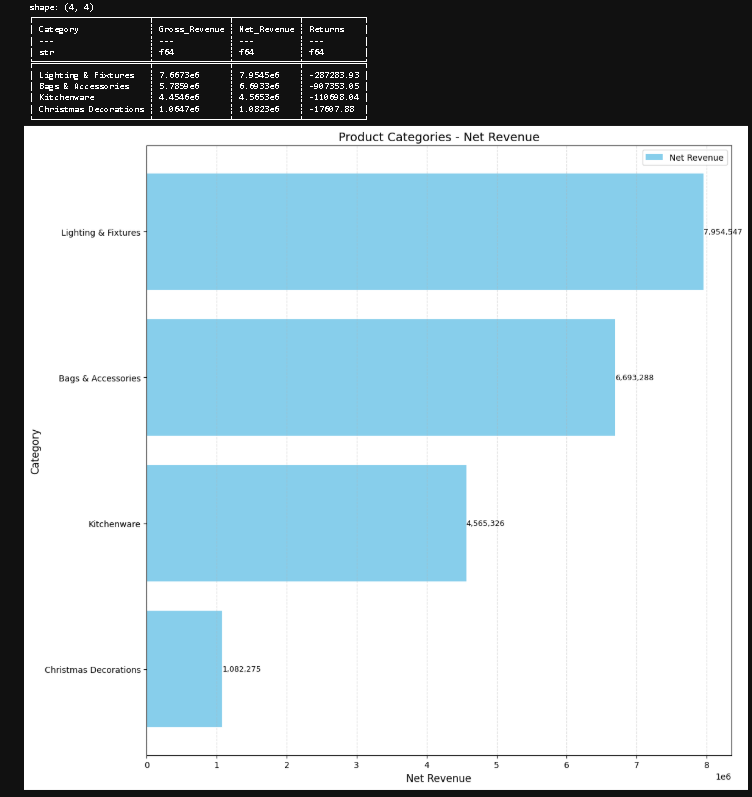 shape: (4, 4)
Category Gross_Revenue Net_Revenue Returns
--- --- --- ---
str f64 f64 f64
Lighting & Fixtures 7.6673e6 7.9545e6 -287283.93
Bags & Accessories 5.7859e6 6.6933e6 -907353.05
Kitchenware 4.4546e6 4.5653e6 -110698.04
Christmas Decorations 1.0647e6 1.0823e6 -17607.88
Product Categories - Net Revenue
Net Revenue
Lighting & Fixtures 7,954,547
Bags & Accessories 6,693,288
Category
Kitchenware 4,565,326
Christmas Decorations 1,082,275
0 1 2 3 4 5 6 7 8
1e6
Net Revenue